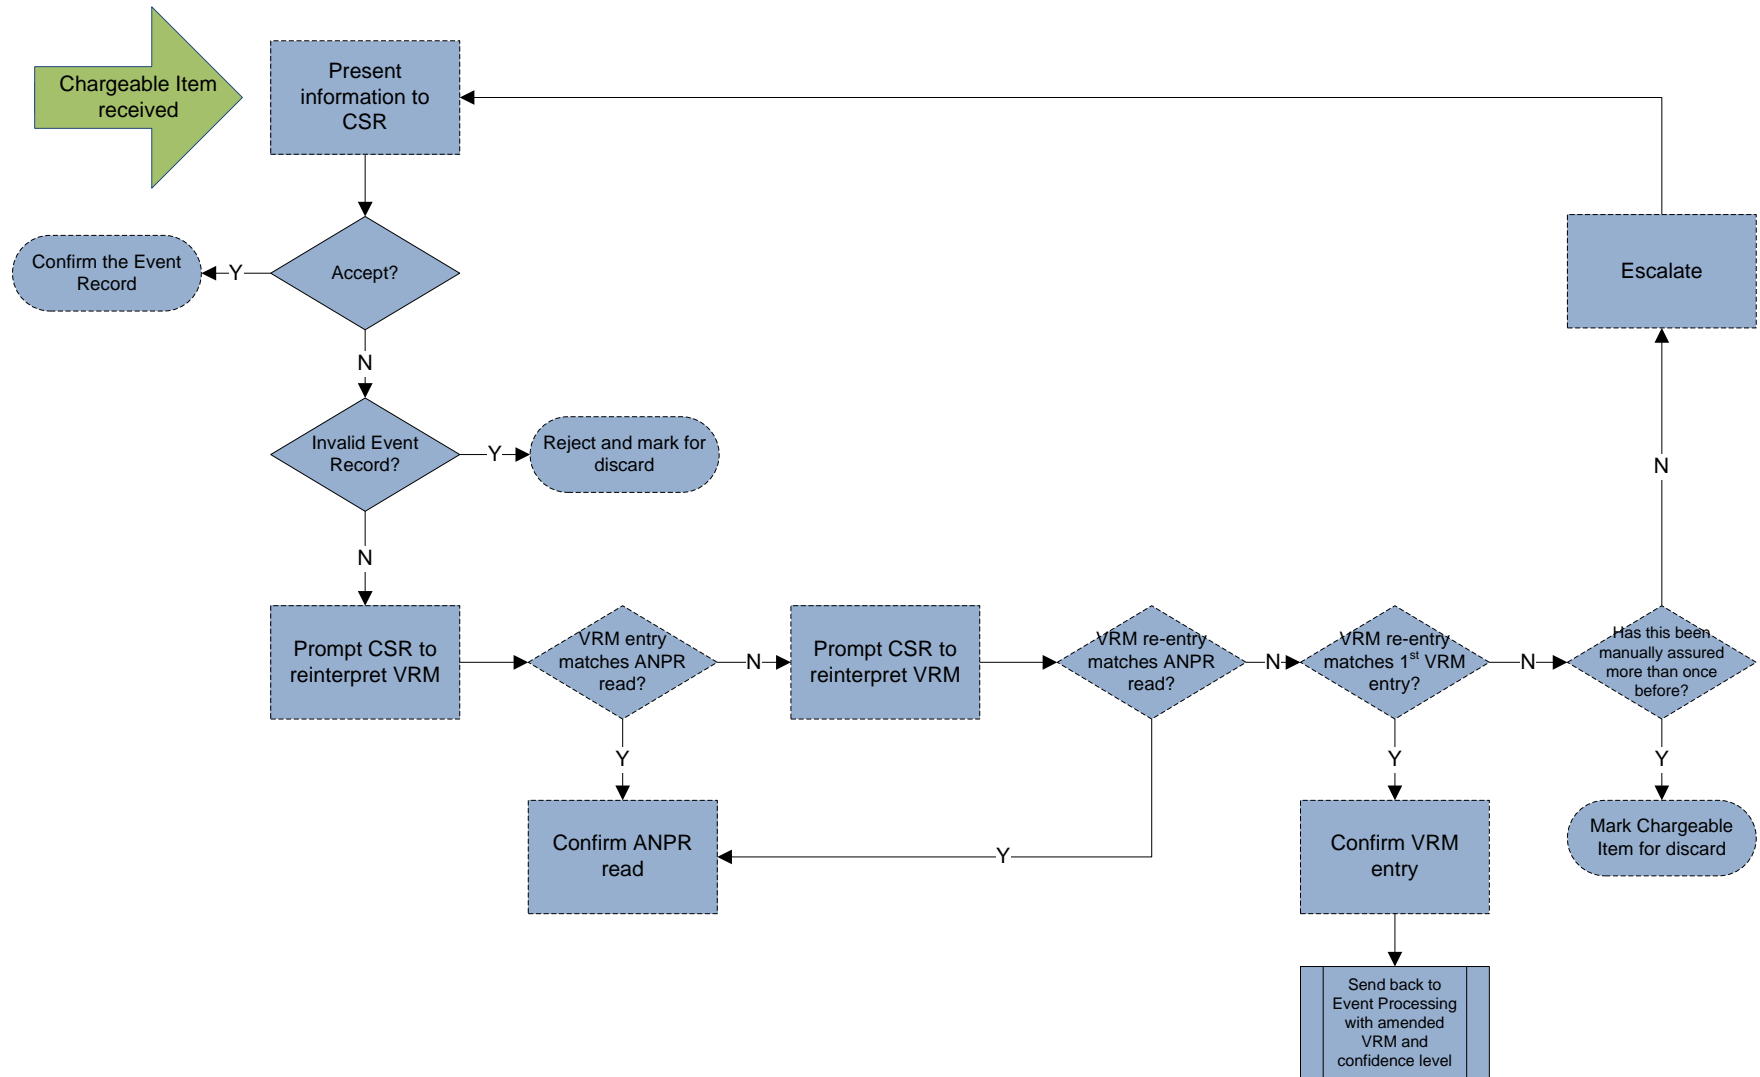 Chargeable Item
received
Present
information to
CSR
Confirm the Event
Record
Y
Accept?
Escalate
N
Invalid Event
Record?
Y
Reject and mark for
discard
N
N
Prompt CSR to
reinterpret VRM
VRM entry
matches ANPR
read?
N
Prompt CSR to
reinterpret VRM
VRM re-entry
matches ANPR
read?
N
VRM re-entry
matches 1st VRM
entry?
N
Has this been
manually assured
more than once
before?
Y
Y
Y
Confirm ANPR
read
Y
Confirm VRM
entry
Mark Chargeable
Item for discard
Send back to
Event Processing
with amended
VRM and
confidence level